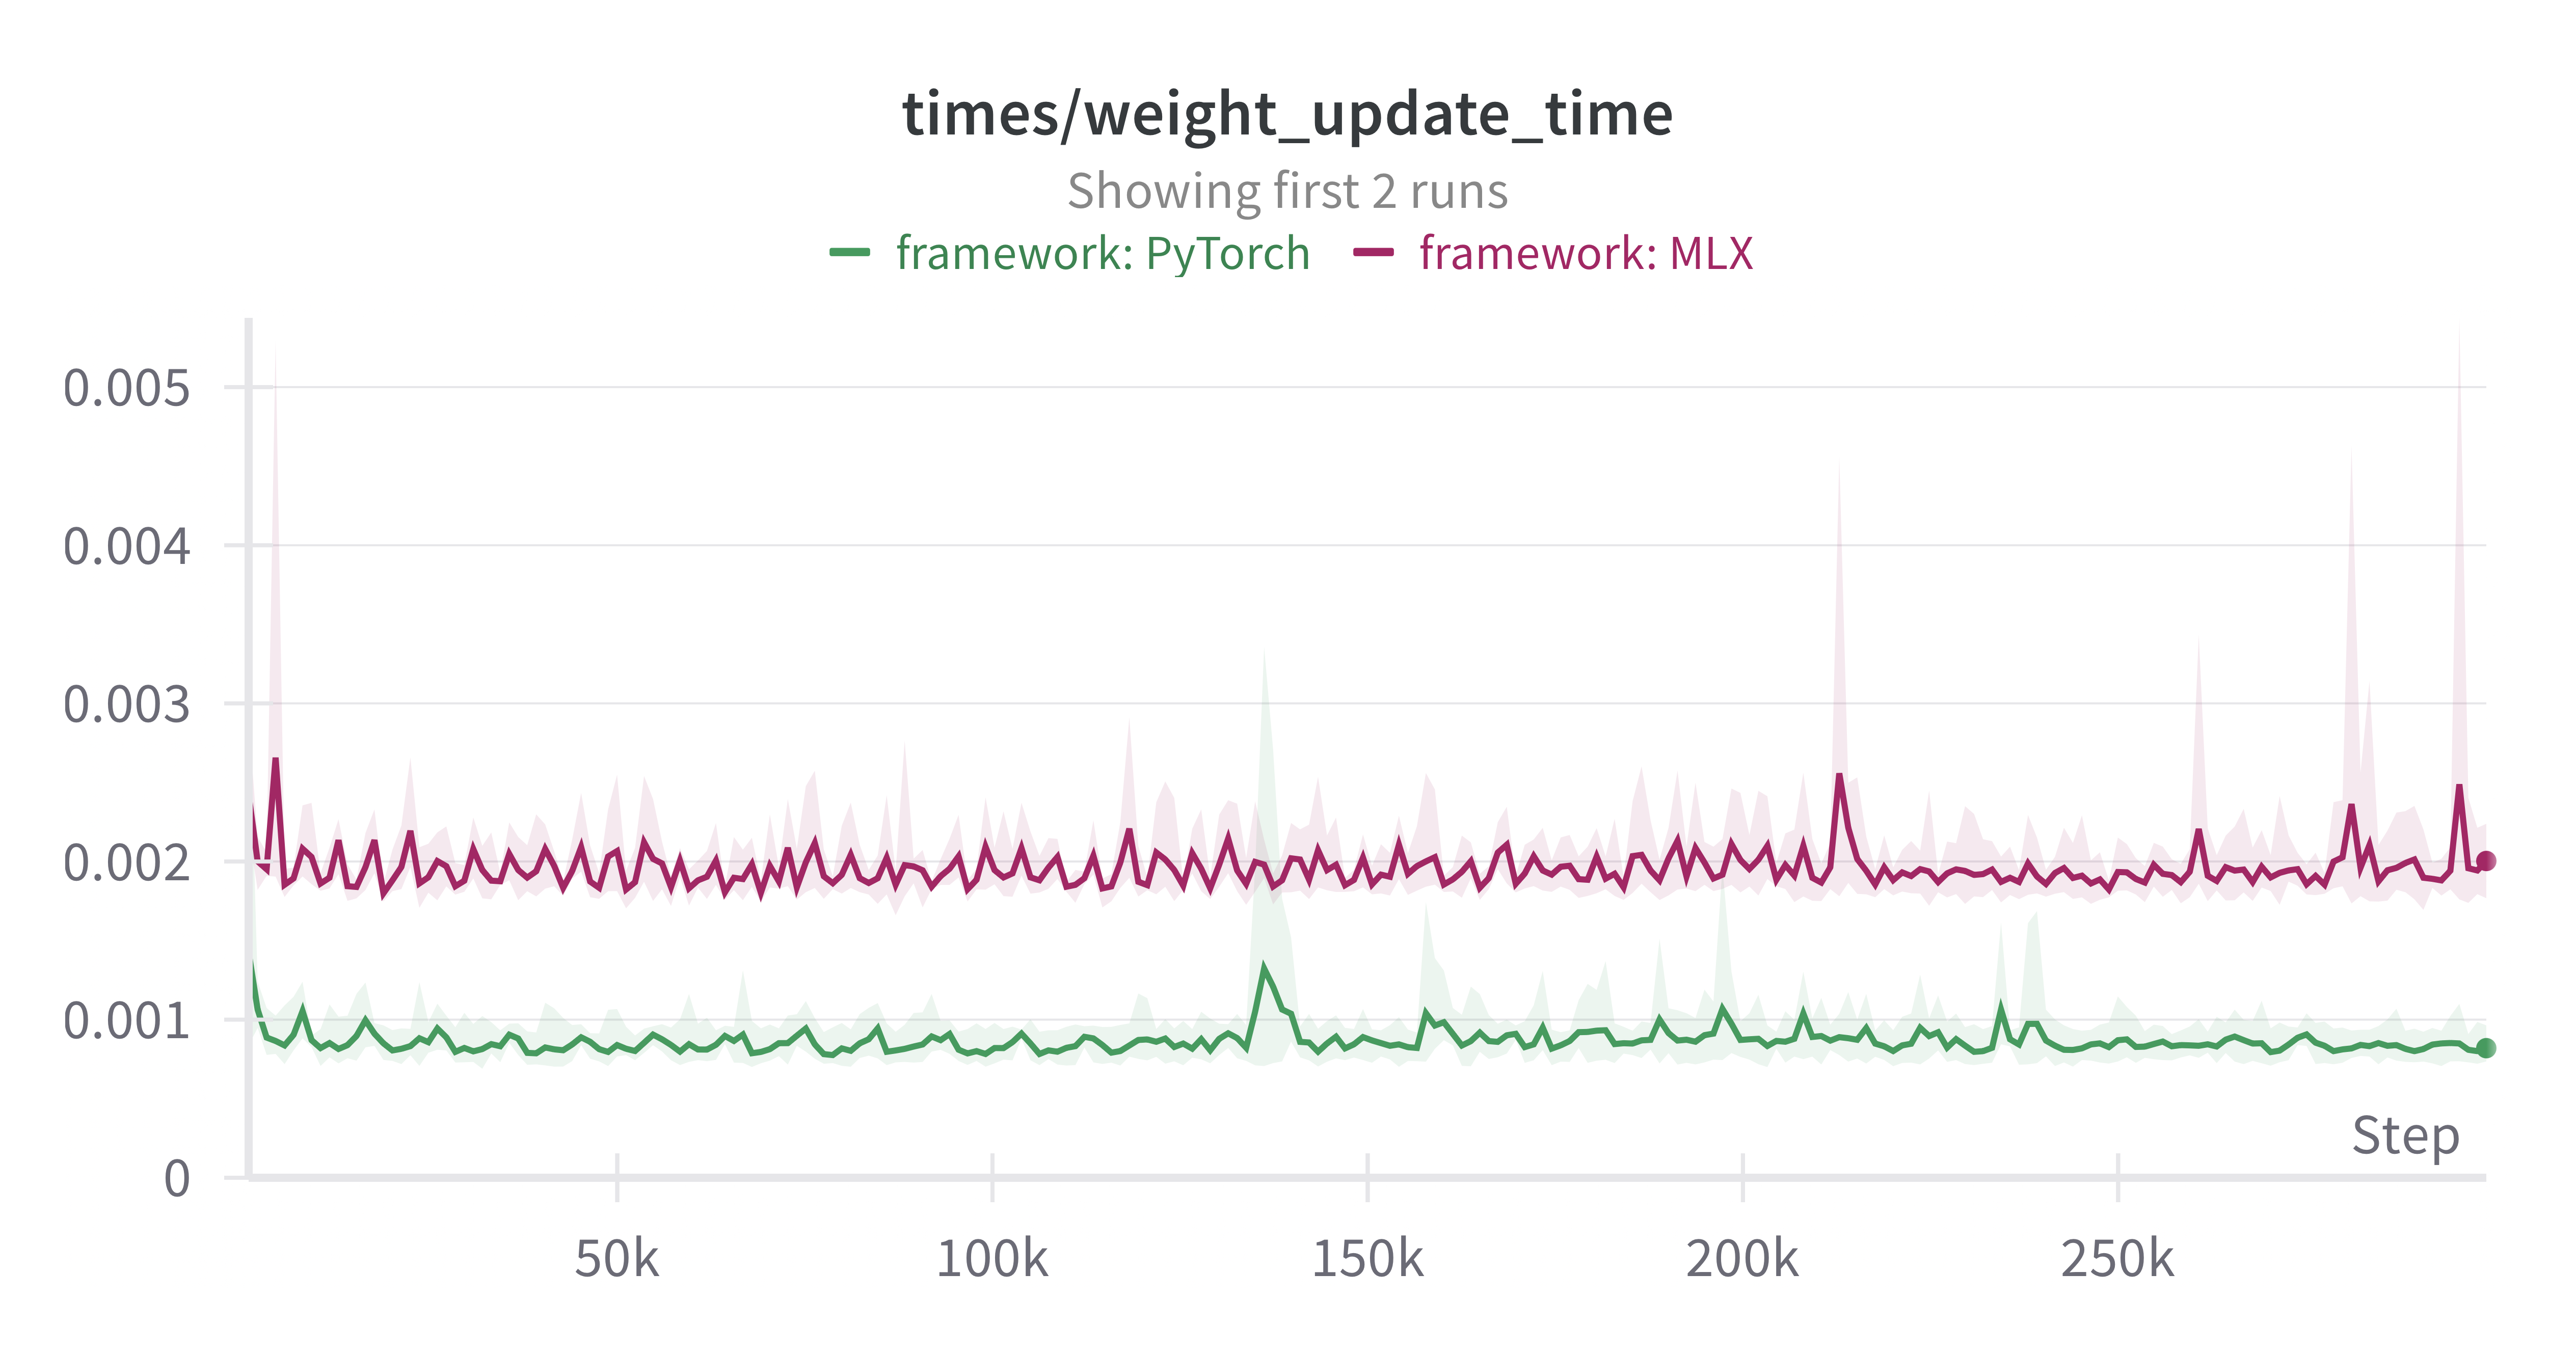 times/weight_update_time
Showing first 2 runs
framework: PyTorch framework: MLX
0.005
0.004
0.003
0.002
0.001
0
Step
50k 100k 150k 200k 250k